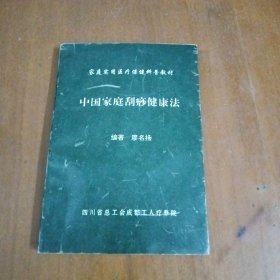 家庭实用医疗保健科普教材
中国家庭刮痧健康法
编著 廖名扬
四川省总工会成都工人疗养院